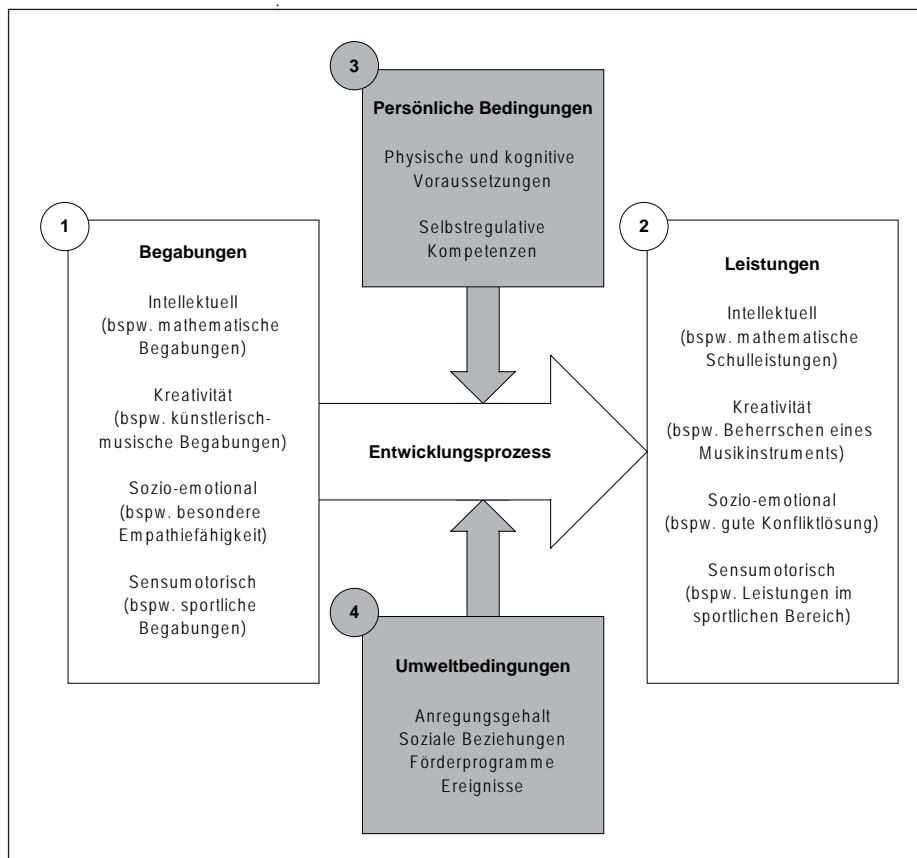 1
Begabungen
Intellektuell
(bspw. mathematische
Begabungen)
Kreativität
(bspw. künstlerisch-
musische Begabungen)
Sozio-emotional
(bspw. besondere
Empathiefähigkeit)
Sensumotorisch
(bspw. sportliche
Begabungen)
3
Persönliche Bedingungen
Physische und kognitive
Voraussetzungen
Selbstregulative
Kompetenzen
Entwicklungsprozess
4
Umweltbedingungen
Anregungsgehalt
Soziale Beziehungen
Förderprogramme
Ereignisse
2
Leistungen
Intellektuell
(bspw. mathematische
Schulleistungen)
Kreativität
(bspw. Beherrschen eines
Musikinstruments)
Sozio-emotional
(bspw. gute Konfliktlösung)
Sensumotorisch
(bspw. Leistungen im
sportlichen Bereich)